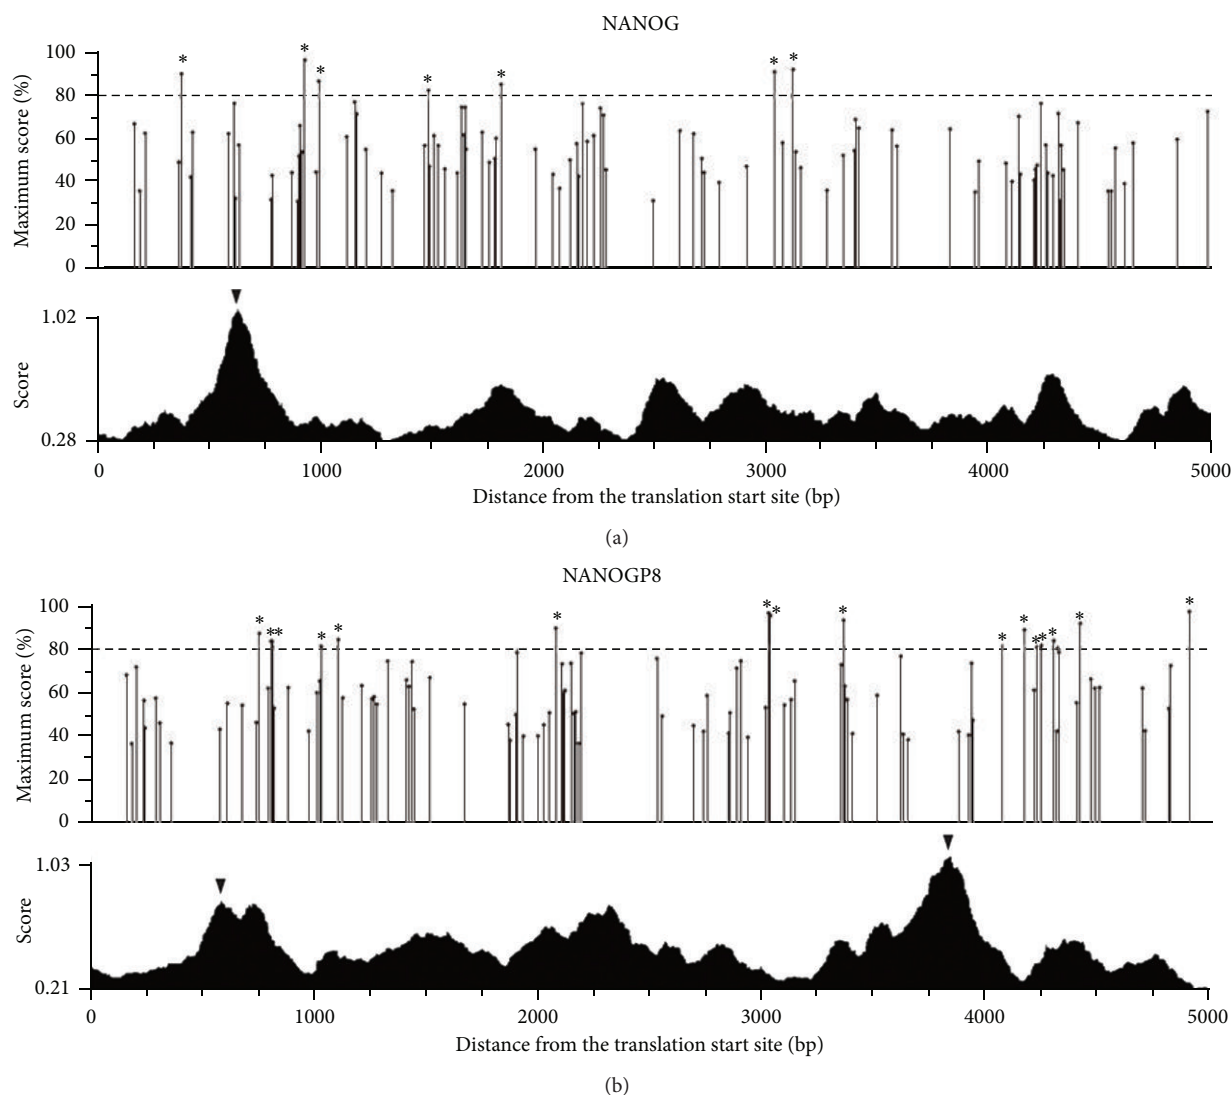 NANOG
Maximum score (%)
100
80
60
40
20
0
* * * * * * *
Score
1.02
0.28
0 1000 2000 3000 4000 5000
Distance from the translation start site (bp)
(a)
NANOGP8
Maximum score (%)
100
80
60
40
20
0
* * * * * * * * * * * * * * * *
Score
1.03
0.21
0 1000 2000 3000 4000 5000
Distance from the translation start site (bp)
(b)